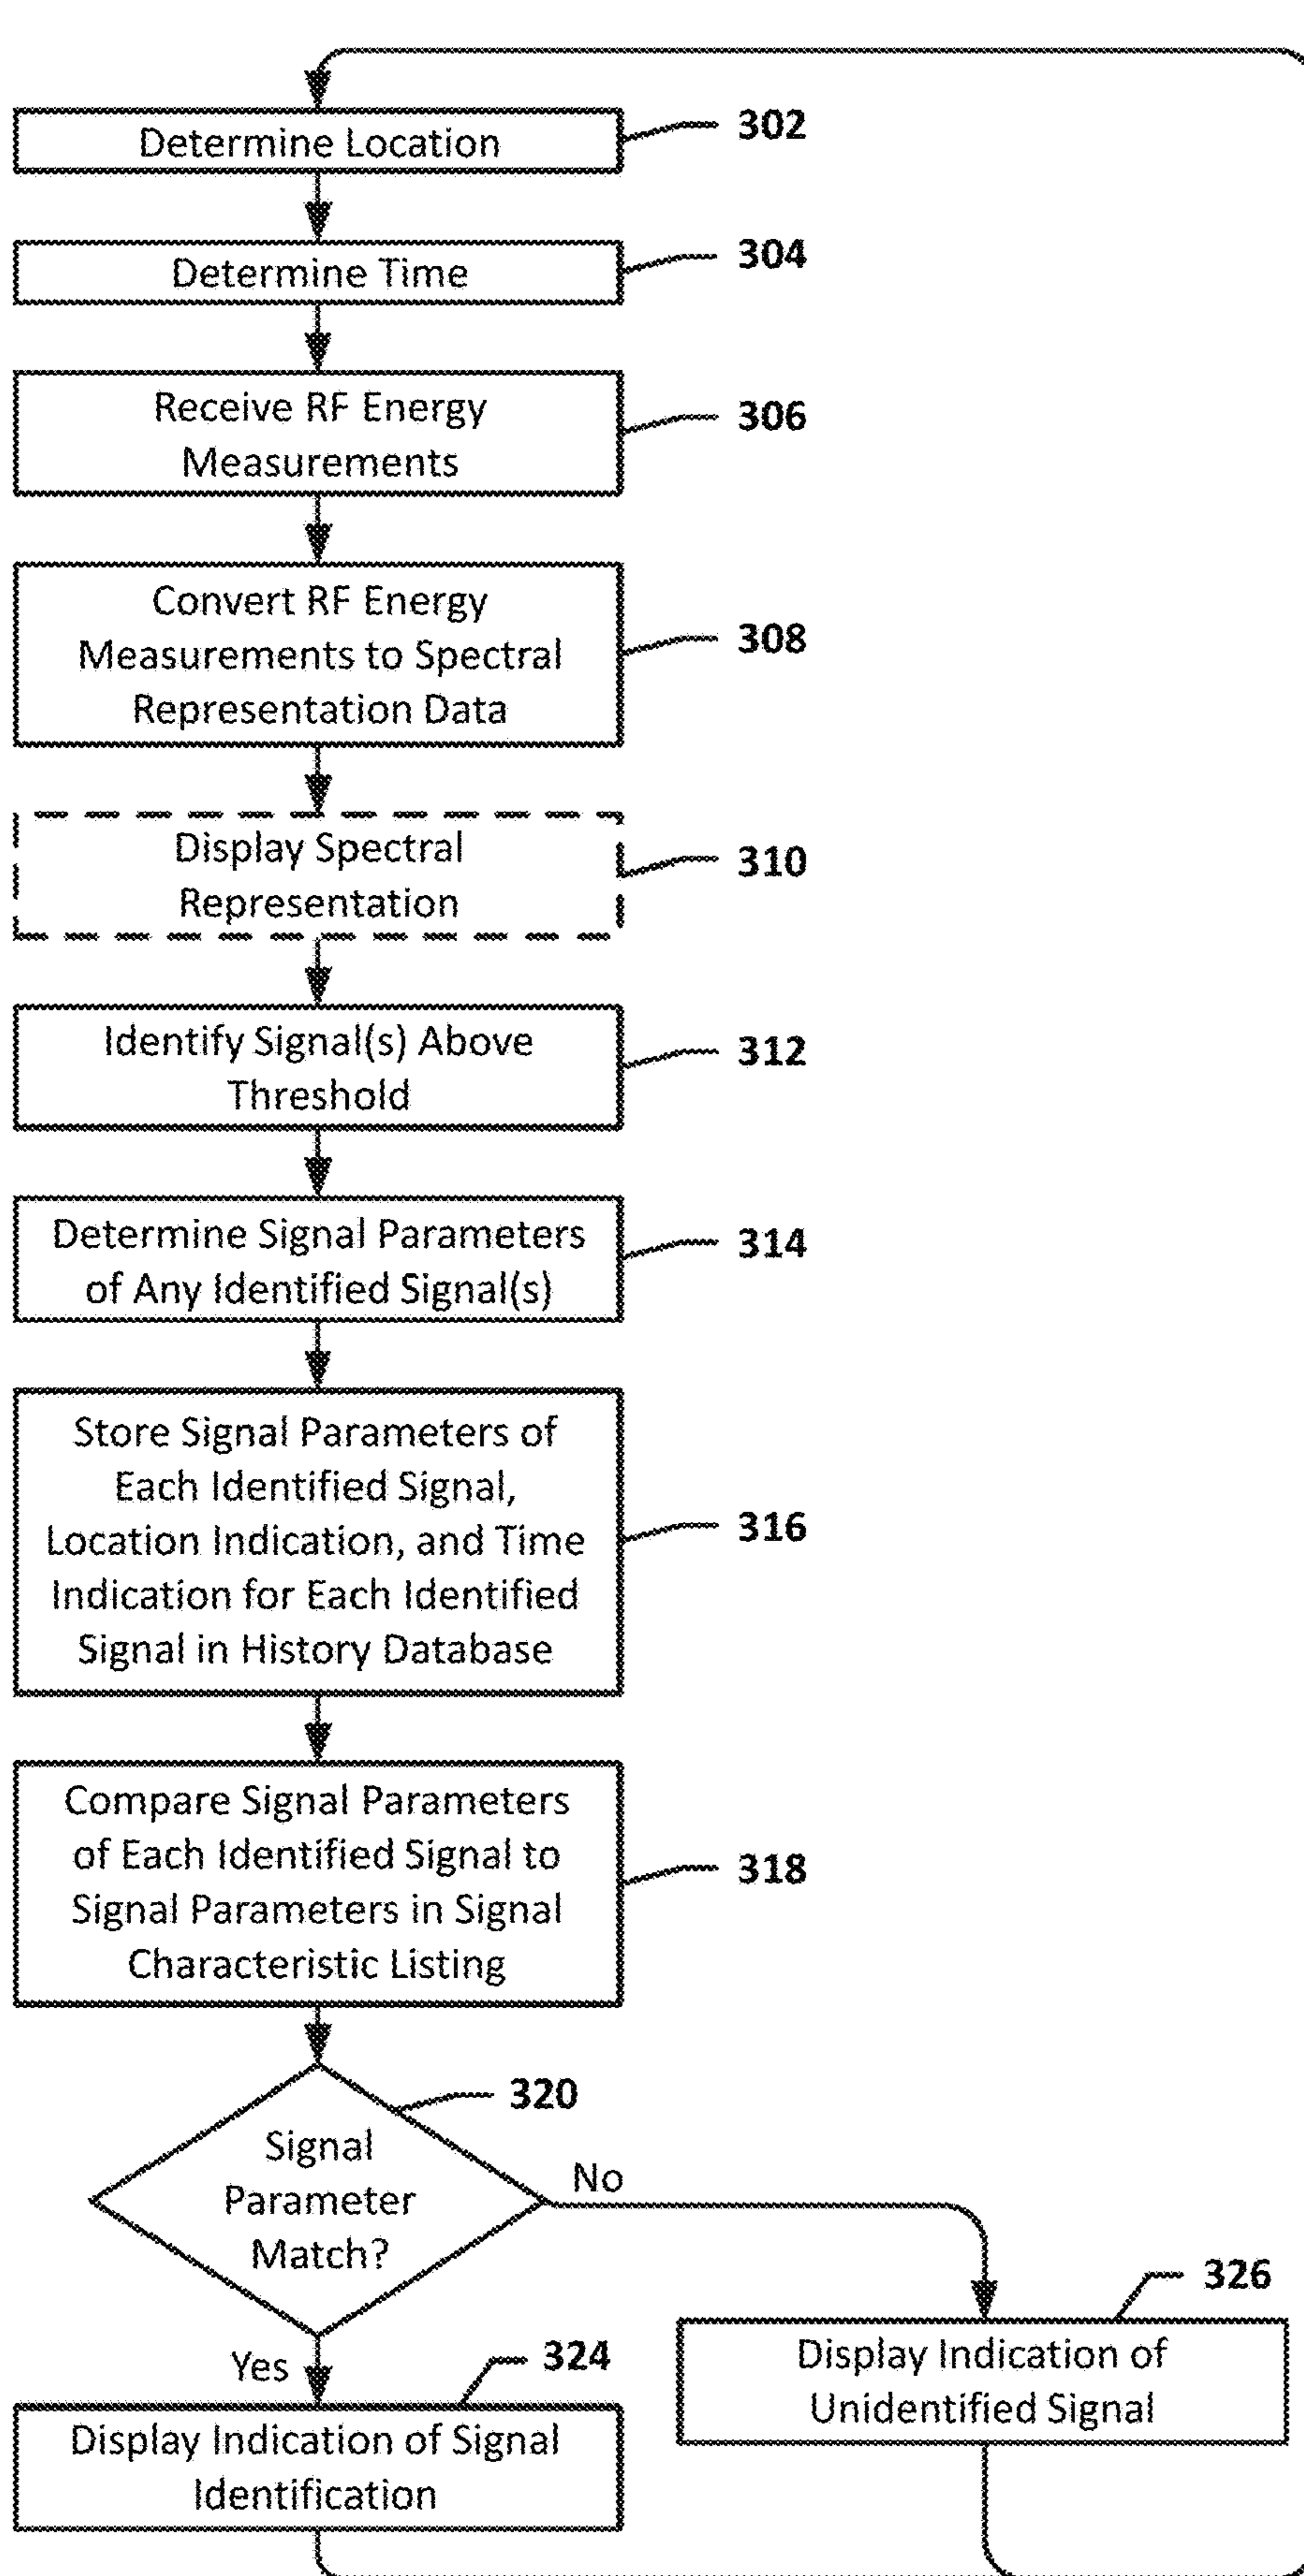 Determine Location
302
Determine Time
304
Receive RF Energy
Measurements
306
Convert RF Energy
Measurements to Spectral
Representation Data
308
Display Spectral
Representation
310
Identify Signal(s) Above
Threshold
312
Determine Signal Parameters
of Any Identified Signal(s)
314
Store Signal Parameters of
Each Identified Signal,
Location Indication, and Time
Indication for Each Identified
Signal in History Database
316
Compare Signal Parameters
of Each Identified Signal to
Signal Parameters in Signal
Characteristic Listing
318
320
Signal
Parameter
Match?
No
Yes
324
Display Indication of Signal
Identification
326
Display Indication of
Unidentified Signal